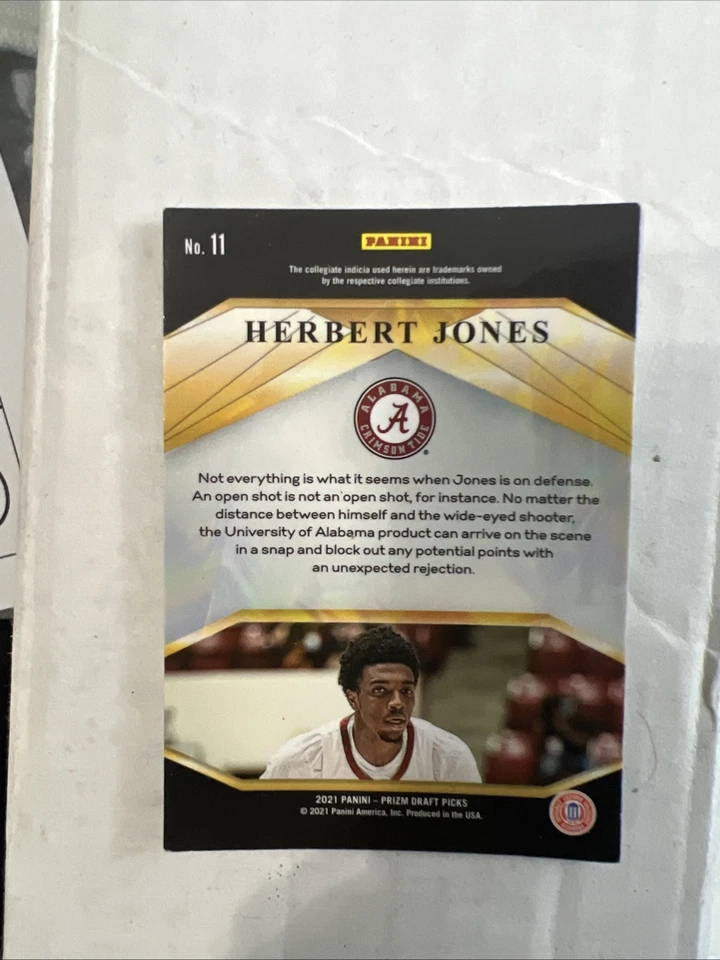 No. 11
PANINI
The collegiate indicia used herein are trademarks owned
by the respective collegiate institutions.
HERBERT JONES
ALABAMA
A
CRIMSON TIDE
®
Not everything is what it seems when Jones is on defense.
An open shot is not an open shot, for instance. No matter the
distance between himself and the wide-eyed shooter,
the University of Alabama product can arrive on the scene
in a snap and block out any potential points with
an unexpected rejection.
2021 PANINI – PRIZM DRAFT PICKS
© 2021 Panini America, Inc. Produced in the USA.